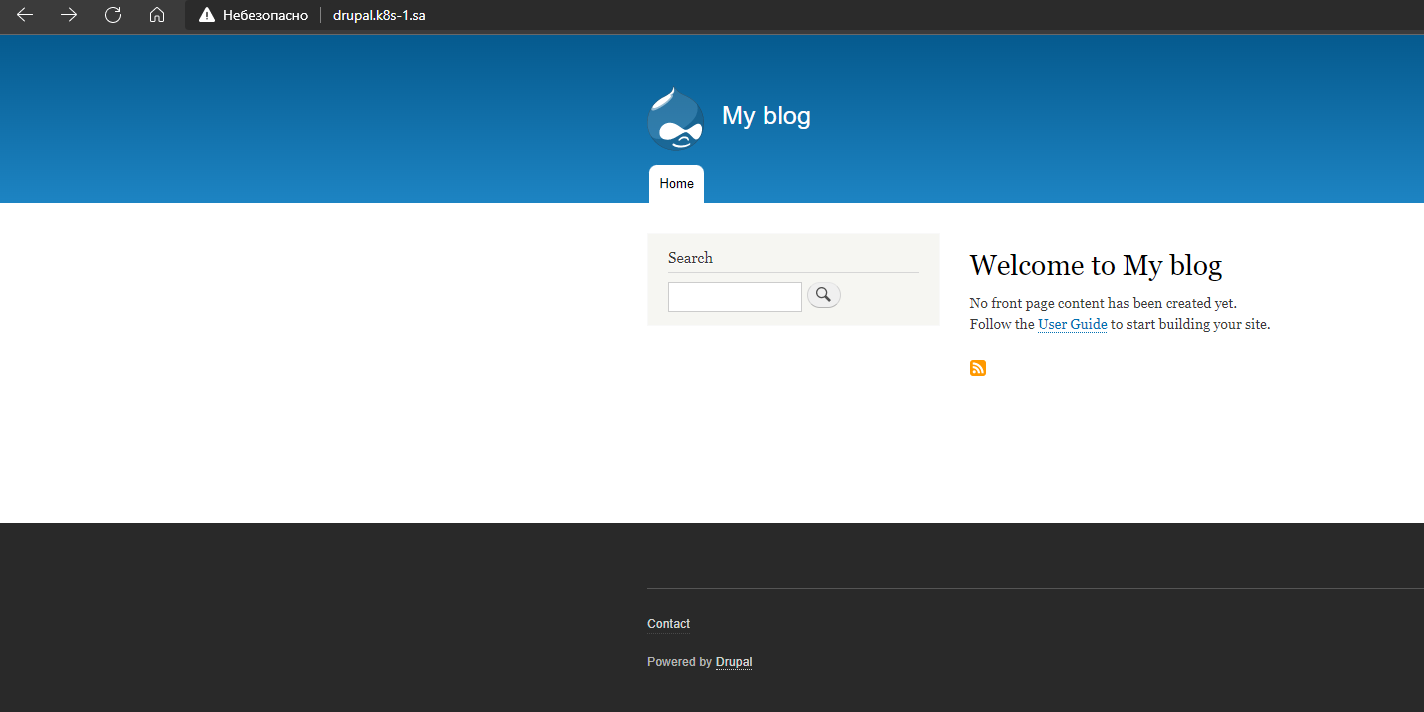 Небезопасно drupal.k8s-1.sa
My blog
Home
Search
Welcome to My blog
No front page content has been created yet.
Follow the User Guide to start building your site.
Contact
Powered by Drupal